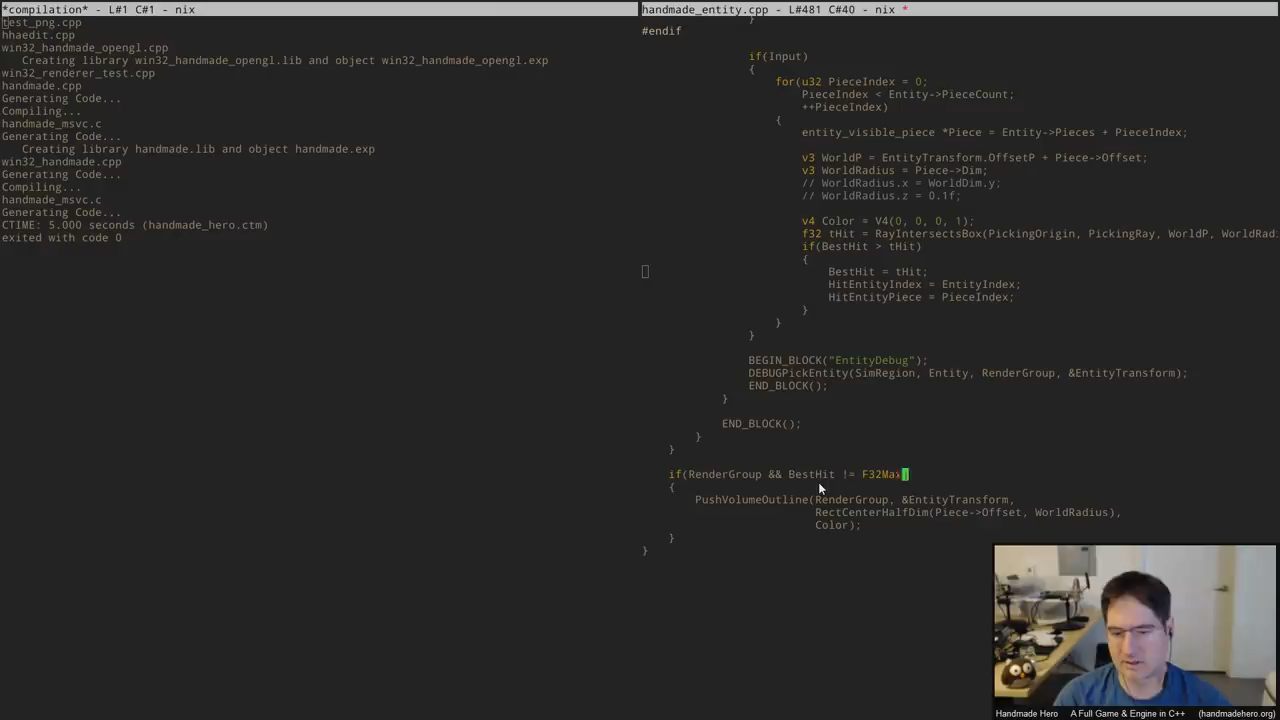 *compilation* - L#1 C#1 - nix
test_png.cpp
hhaedit.cpp
win32_handmade_opengl.cpp
Creating library win32_handmade_opengl.lib and object win32_handmade_opengl.exp
win32_renderer_test.cpp
handmade.cpp
Generating Code...
Compiling...
handmade_msvc.c
Generating Code...
Creating library handmade.lib and object handmade.exp
win32_handmade.cpp
Generating Code...
Compiling...
handmade_msvc.c
Generating Code...
CTIME: 5.000 seconds (handmade_hero.ctm)
exited with code 0
handmade_entity.cpp - L#481 C#40 - nix *
}
#endif
if(Input)
{
for(u32 PieceIndex = 0;
PieceIndex < Entity->PieceCount;
++PieceIndex)
{
entity_visible_piece *Piece = Entity->Pieces + PieceIndex;
v3 WorldP = EntityTransform.OffsetP + Piece->Offset;
v3 WorldRadius = Piece->Dim;
// WorldRadius.x = WorldDim.y;
// WorldRadius.z = 0.1f;
v4 Color = V4(0, 0, 0, 1);
f32 tHit = RayIntersectsBox(PickingOrigin, PickingRay, WorldP, WorldRad
if(BestHit > tHit)
{
BestHit = tHit;
HitEntityIndex = EntityIndex;
HitEntityPiece = PieceIndex;
}
}
}
BEGIN_BLOCK("EntityDebug");
DEBUGPickEntity(SimRegion, Entity, RenderGroup, &EntityTransform);
END_BLOCK();
}
END_BLOCK();
}
}
if(RenderGroup && BestHit != F32Max)
{
PushVolumeOutline(RenderGroup, &EntityTransform,
RectCenterHalfDim(Piece->Offset, WorldRadius),
Color);
}
}
Handmade Hero A Full Game & Engine in C++ (handmadehero.org)